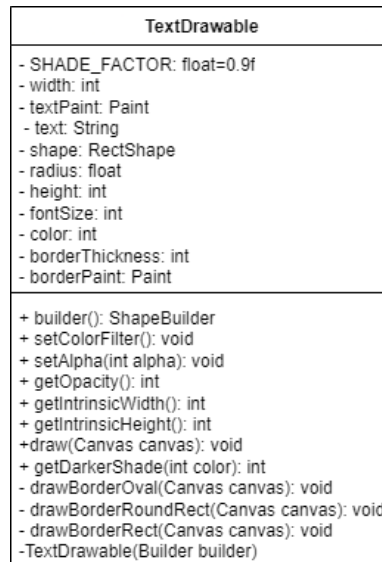 TextDrawable
- SHADE_FACTOR: float=0.9f
- width: int
- textPaint: Paint
- text: String
- shape: RectShape
- radius: float
- height: int
- fontSize: int
- color: int
- borderThickness: int
- borderPaint: Paint
+ builder(): ShapeBuilder
+ setColorFilter(): void
+ setAlpha(int alpha): void
+ getOpacity(): int
+ getIntrinsicWidth(): int
+ getIntrinsicHeight(): int
+draw(Canvas canvas): void
+ getDarkerShade(int color): int
- drawBorderOval(Canvas canvas): void
- drawBorderRoundRect(Canvas canvas): void
- drawBorderRect(Canvas canvas): void
-TextDrawable(Builder builder)